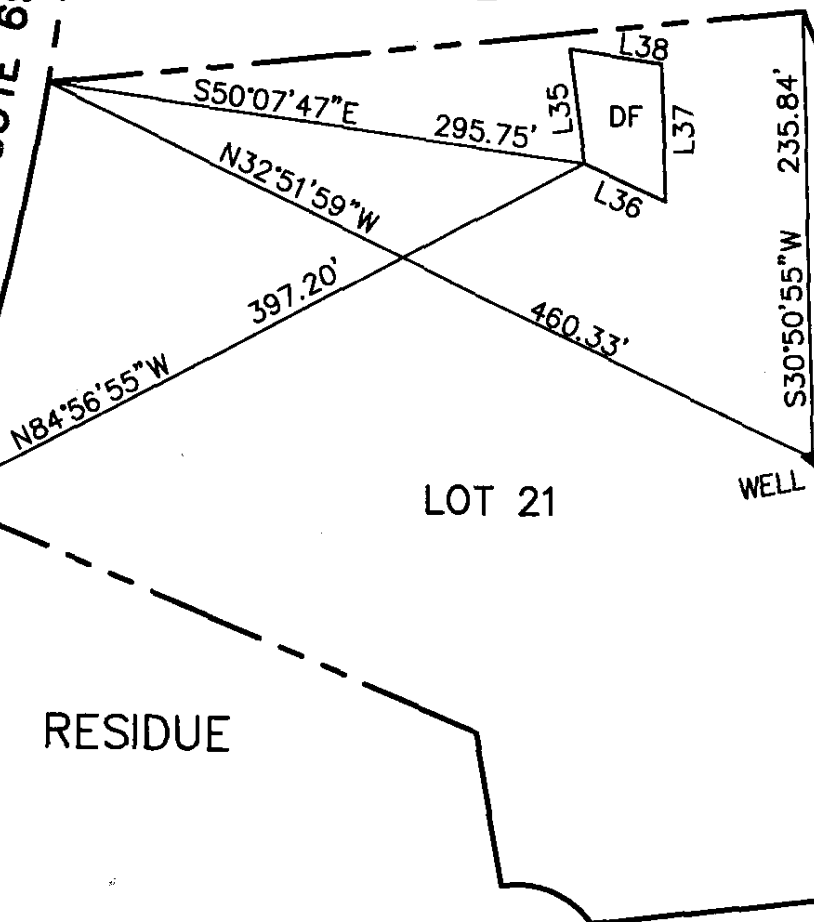 L38
S50°07'47"E
295.75'
L35
DF
L37
235.84'
N32°51'59"W
L36
397.20'
460.33'
S30°50'55"W
N84°56'55"W
LOT 21
WELL
RESIDUE